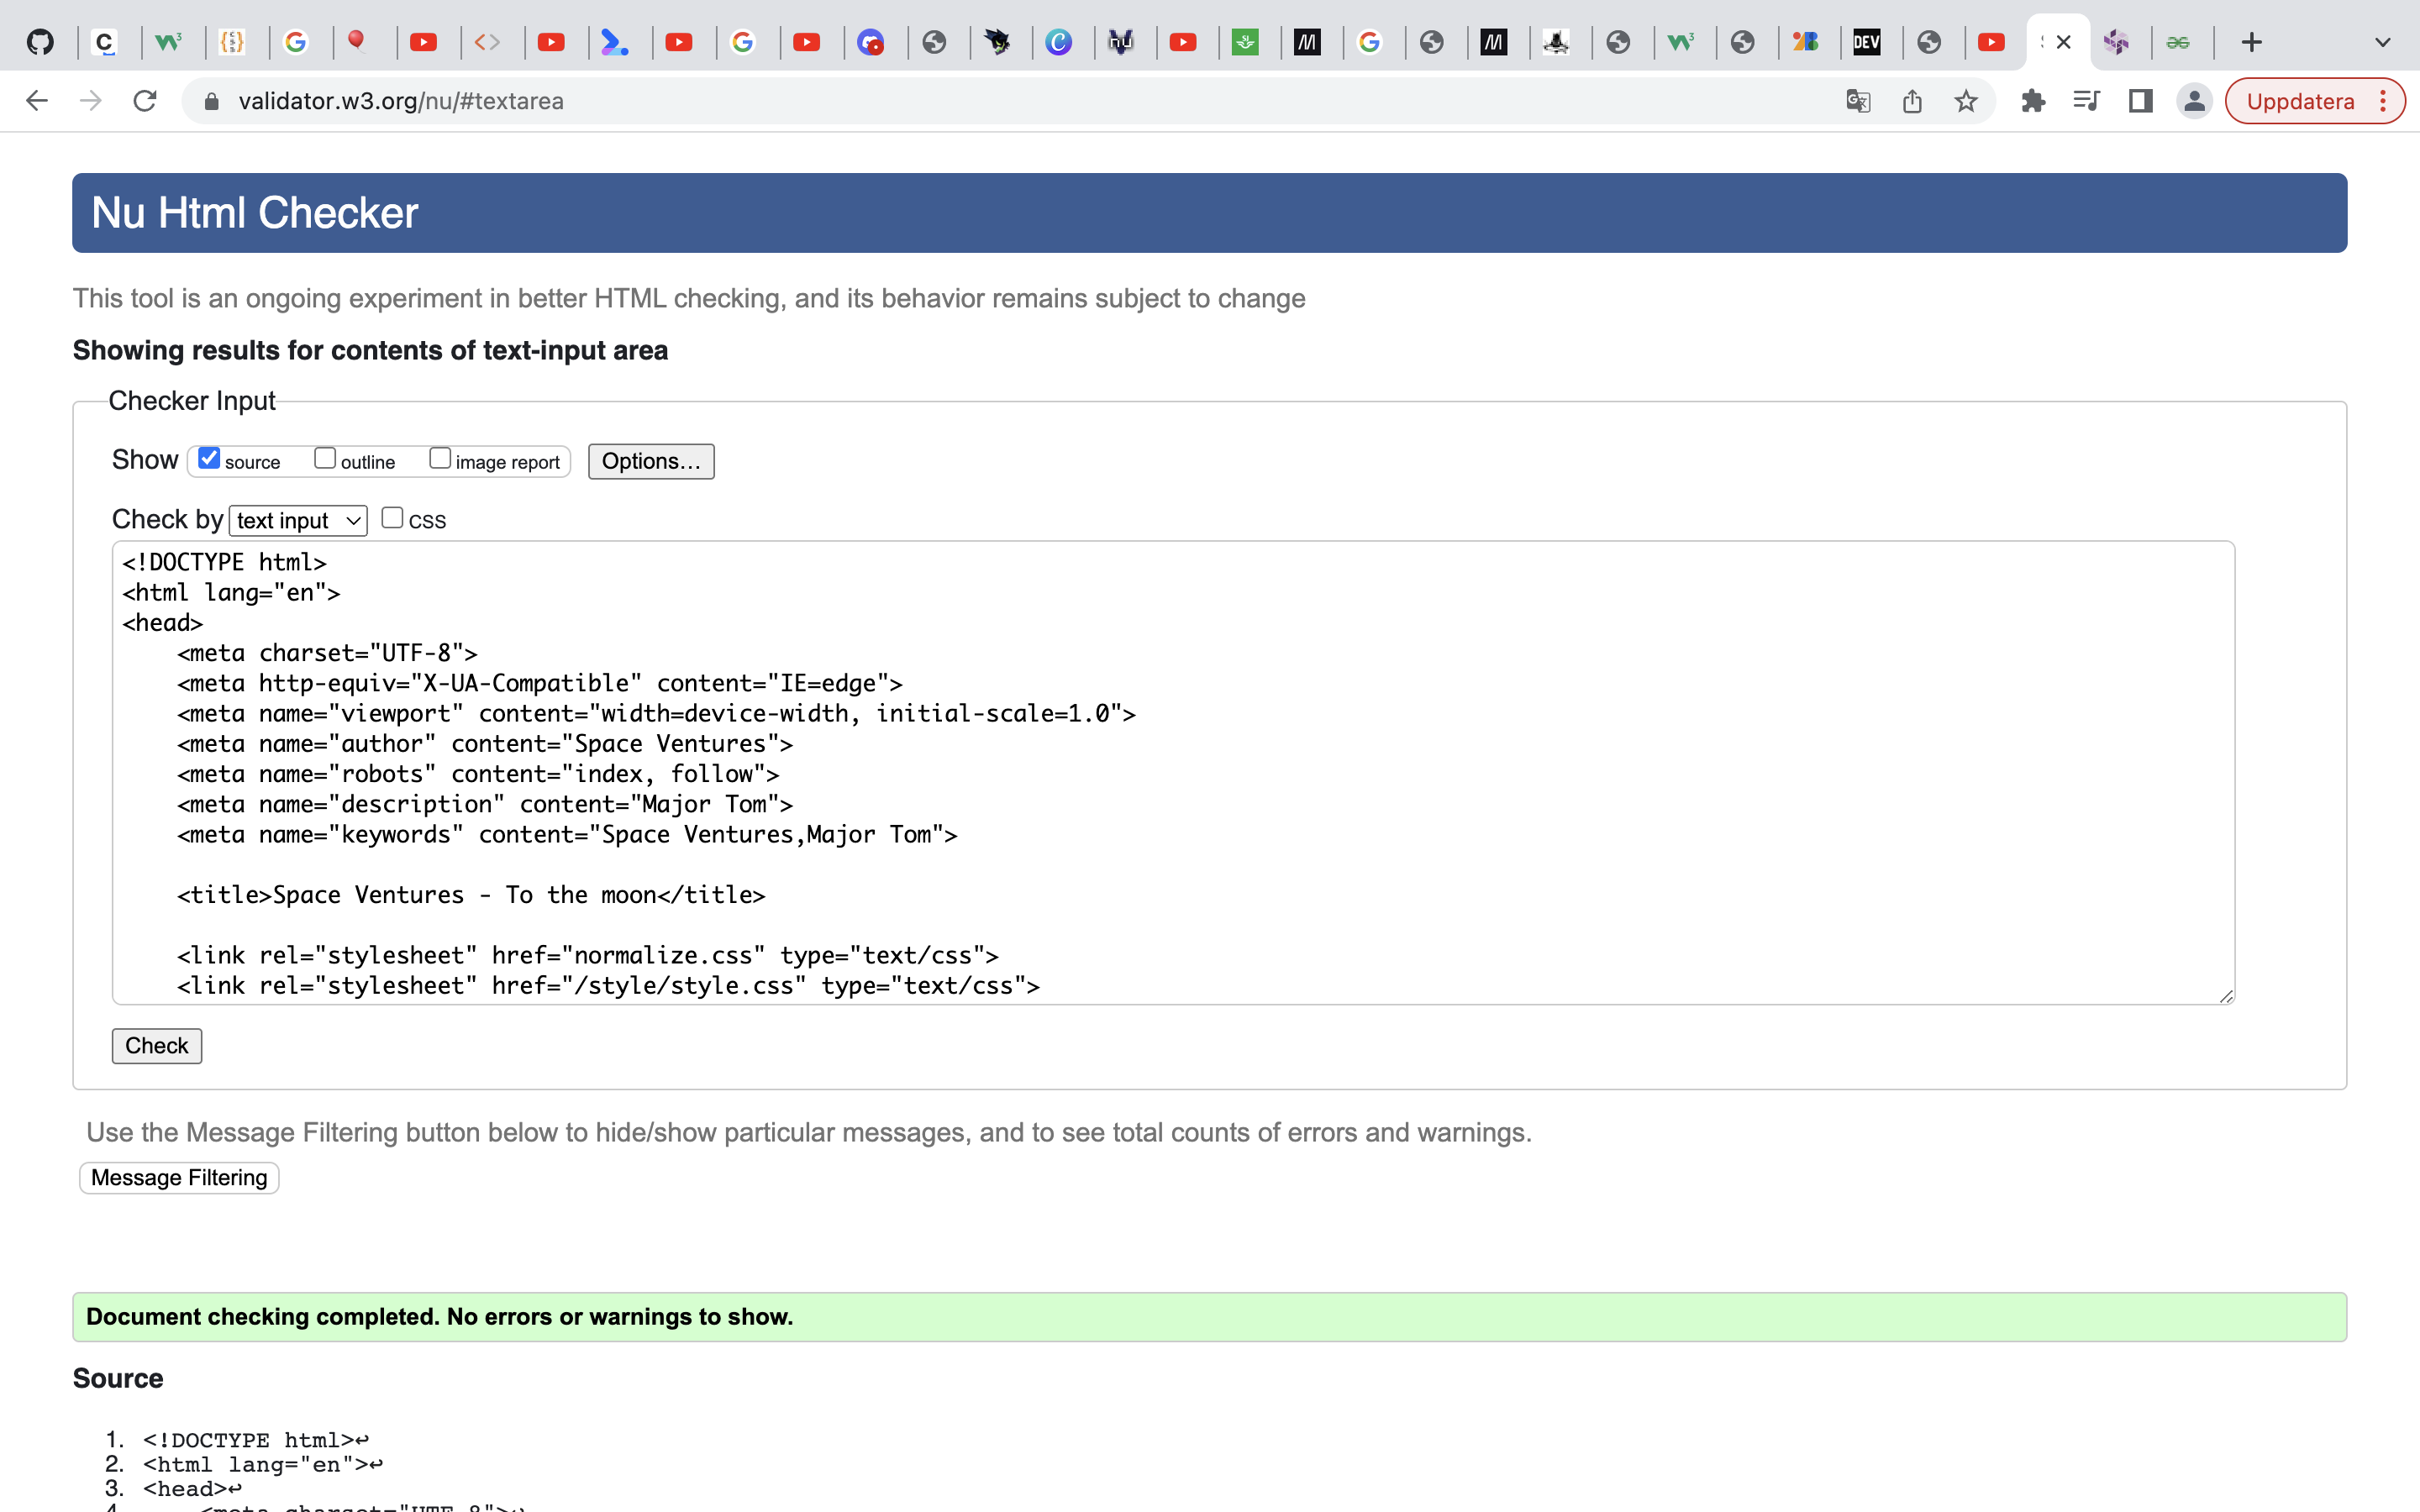 DEV
validator.w3.org/nu/#textarea
Uppdatera
Nu Html Checker
This tool is an ongoing experiment in better HTML checking, and its behavior remains subject to change
Showing results for contents of text-input area
Checker Input
Show source outline image report Options...
Check by text input CSS
<!DOCTYPE html>
<html lang="en">
<head>
    <meta charset="UTF-8">
    <meta http-equiv="X-UA-Compatible" content="IE=edge">
    <meta name="viewport" content="width=device-width, initial-scale=1.0">
    <meta name="author" content="Space Ventures">
    <meta name="robots" content="index, follow">
    <meta name="description" content="Major Tom">
    <meta name="keywords" content="Space Ventures,Major Tom">
    <title>Space Ventures - To the moon</title>
    <link rel="stylesheet" href="normalize.css" type="text/css">
    <link rel="stylesheet" href="/style/style.css" type="text/css">
Check
Use the Message Filtering button below to hide/show particular messages, and to see total counts of errors and warnings.
Message Filtering
Document checking completed. No errors or warnings to show.
Source
1. <!DOCTYPE html>↩
2. <html lang="en">↩
3. <head>↩
4. <meta charset="UTF-8">↩